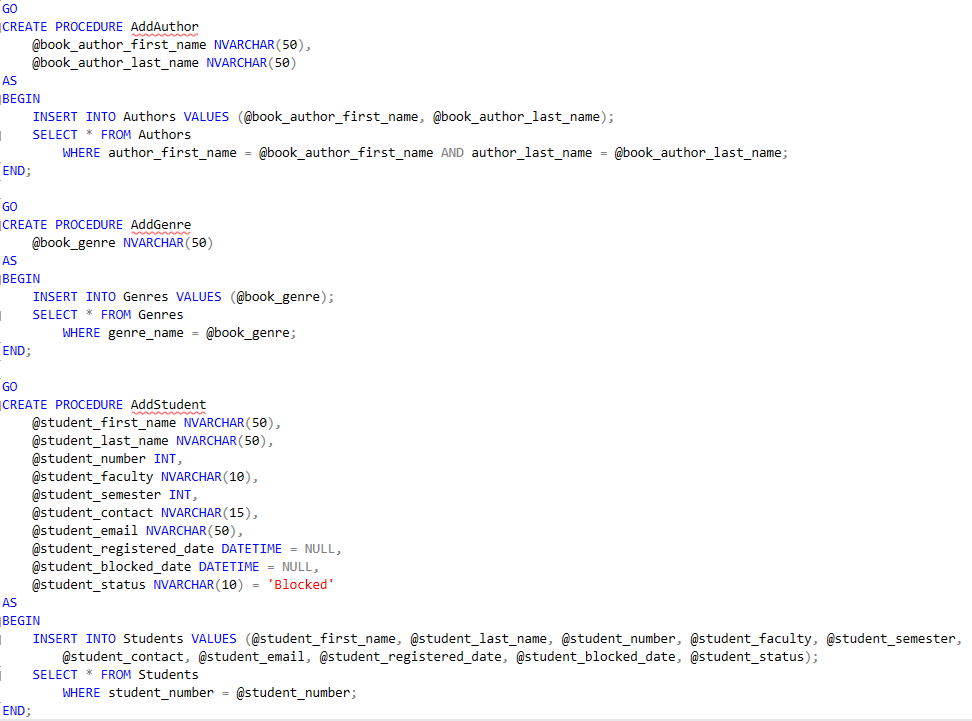 GO
CREATE PROCEDURE AddAuthor
    @book_author_first_name NVARCHAR(50),
    @book_author_last_name NVARCHAR(50)
AS
BEGIN
    INSERT INTO Authors VALUES (@book_author_first_name, @book_author_last_name);
    SELECT * FROM Authors
        WHERE author_first_name = @book_author_first_name AND author_last_name = @book_author_last_name;
END;
GO
CREATE PROCEDURE AddGenre
    @book_genre NVARCHAR(50)
AS
BEGIN
    INSERT INTO Genres VALUES (@book_genre);
    SELECT * FROM Genres
        WHERE genre_name = @book_genre;
END;
GO
CREATE PROCEDURE AddStudent
    @student_first_name NVARCHAR(50),
    @student_last_name NVARCHAR(50),
    @student_number INT,
    @student_faculty NVARCHAR(10),
    @student_semester INT,
    @student_contact NVARCHAR(15),
    @student_email NVARCHAR(50),
    @student_registered_date DATETIME = NULL,
    @student_blocked_date DATETIME = NULL,
    @student_status NVARCHAR(10) = 'Blocked'
AS
BEGIN
    INSERT INTO Students VALUES (@student_first_name, @student_last_name, @student_number, @student_faculty, @student_semester,
        @student_contact, @student_email, @student_registered_date, @student_blocked_date, @student_status);
    SELECT * FROM Students
        WHERE student_number = @student_number;
END;